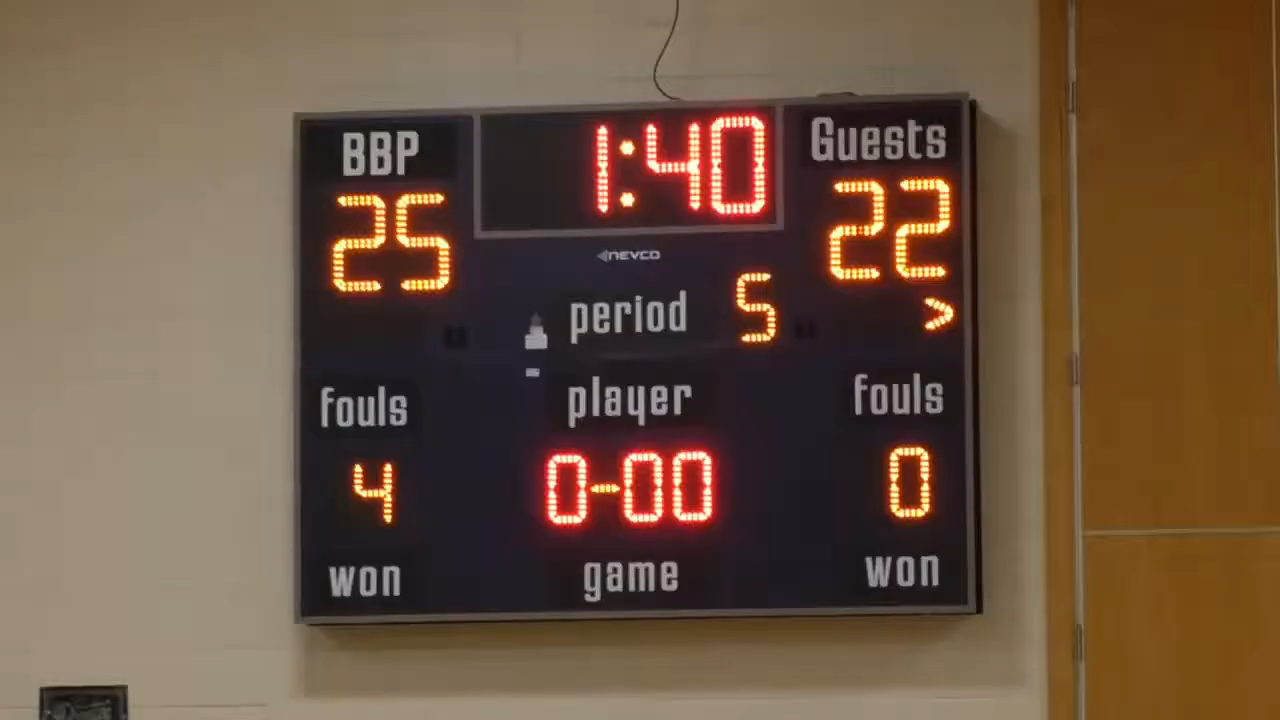 BBP 1:40 Guests
25 22
NEVCO
period 5 >
fouls player fouls
4 0-00 0
won game won